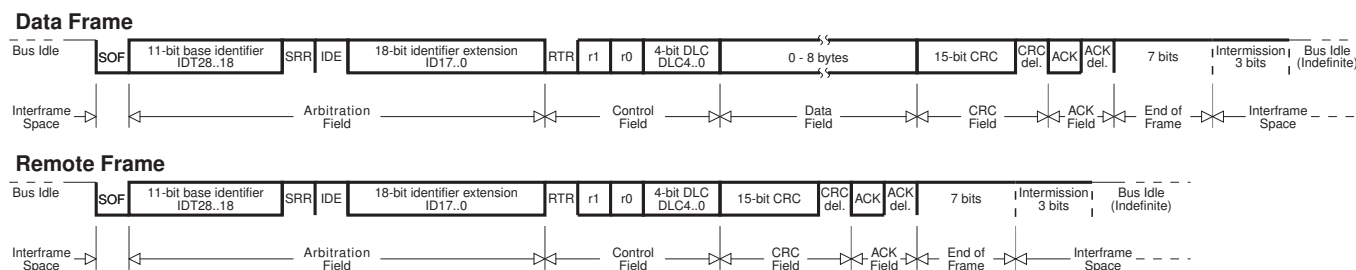 Data Frame
Bus Idle
SOF
11-bit base identifier
IDT28..18
SRR
IDE
18-bit identifier extension
ID17..0
RTR
r1
r0
4-bit DLC
DLC4..0
0 - 8 bytes
15-bit CRC
CRC
del.
ACK
ACK
del.
7 bits
Intermission
3 bits
Bus Idle
(Indefinite)
Interframe
Space
Arbitration
Field
Control
Field
Data
Field
CRC
Field
ACK
Field
End of
Frame
Interframe
Space
Remote Frame
Bus Idle
SOF
11-bit base identifier
IDT28..18
SRR
IDE
18-bit identifier extension
ID17..0
RTR
r1
r0
4-bit DLC
DLC4..0
15-bit CRC
CRC
del.
ACK
ACK
del.
7 bits
Intermission
3 bits
Bus Idle
(Indefinite)
Interframe
Space
Arbitration
Field
Control
Field
CRC
Field
ACK
Field
End of
Frame
Interframe
Space